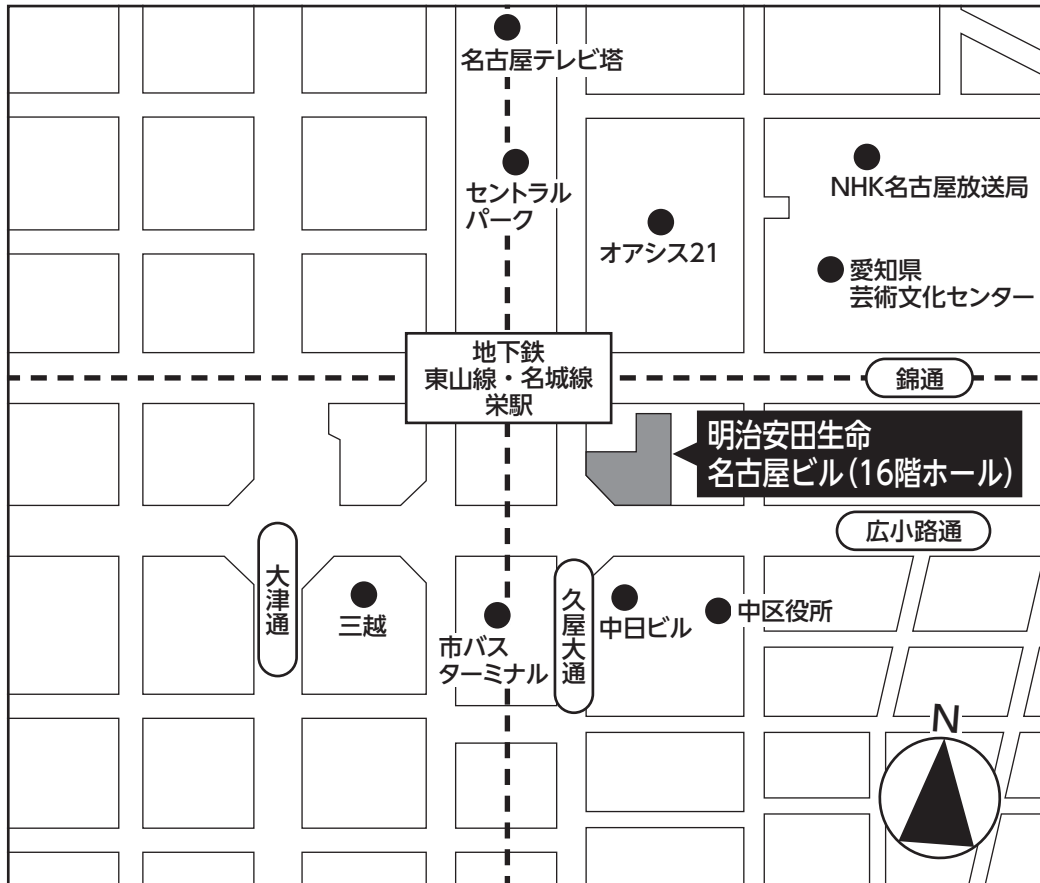 名古屋テレビ塔
セントラル
パーク
NHK名古屋放送局
オアシス21
愛知県
芸術文化センター
地下鉄
東山線・名城線
栄駅
錦通
明治安田生命
名古屋ビル(16階ホール)
広小路通
大津通
三越
市バス
ターミナル
久屋大通
中日ビル
中区役所
N